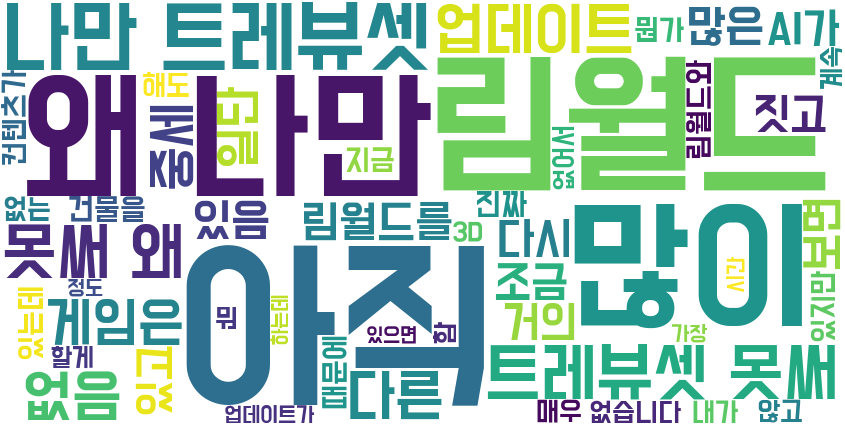 나만 트레뷰셋
업데이트
뭔가
많은
AI가
컨텐츠가
해도
중세
일단
왜 나만
지금
림월드
없어서
림월드와
짓고
계속
없는
건물을
있음
림월드를
진짜
3D
다시
많이
시간
보면
못써 왜
정도
아직
뭐
조금
있지만
있는데
게임은
하는데
있으면
함
거의
가장
할게
있고
때문에
다른
트레뷰셋 못써
없음
업데이트가
매우
없습니다
내가
않고